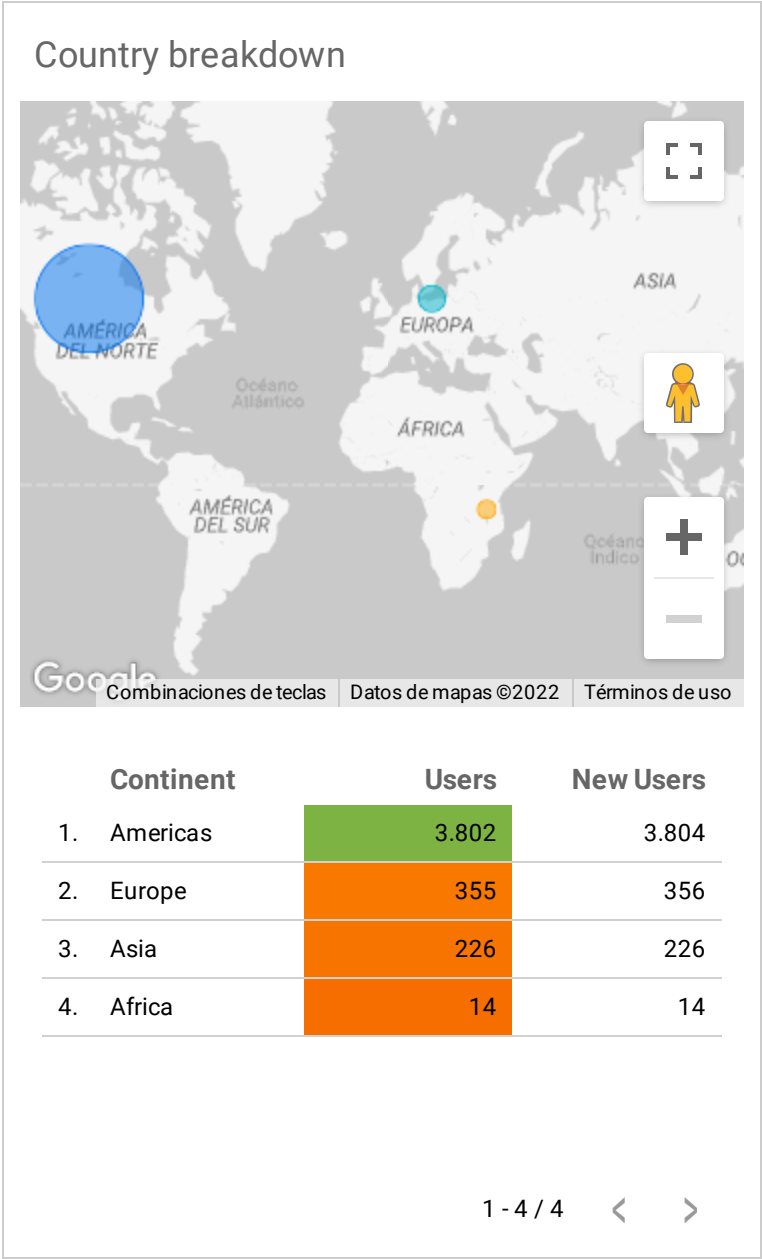 Country breakdown
ASIA
EUROPA
AMÉRICA
DEL NORTE
Océano
Atlántico
ÁFRICA
AMÉRICA
DEL SUR
Océano
Índico
Google
Combinaciones de teclas Datos de mapas ©2022 Términos de uso
Continent Users New Users
1. Americas 3.802 3.804
2. Europe 355 356
3. Asia 226 226
4. Africa 14 14
1 - 4 / 4